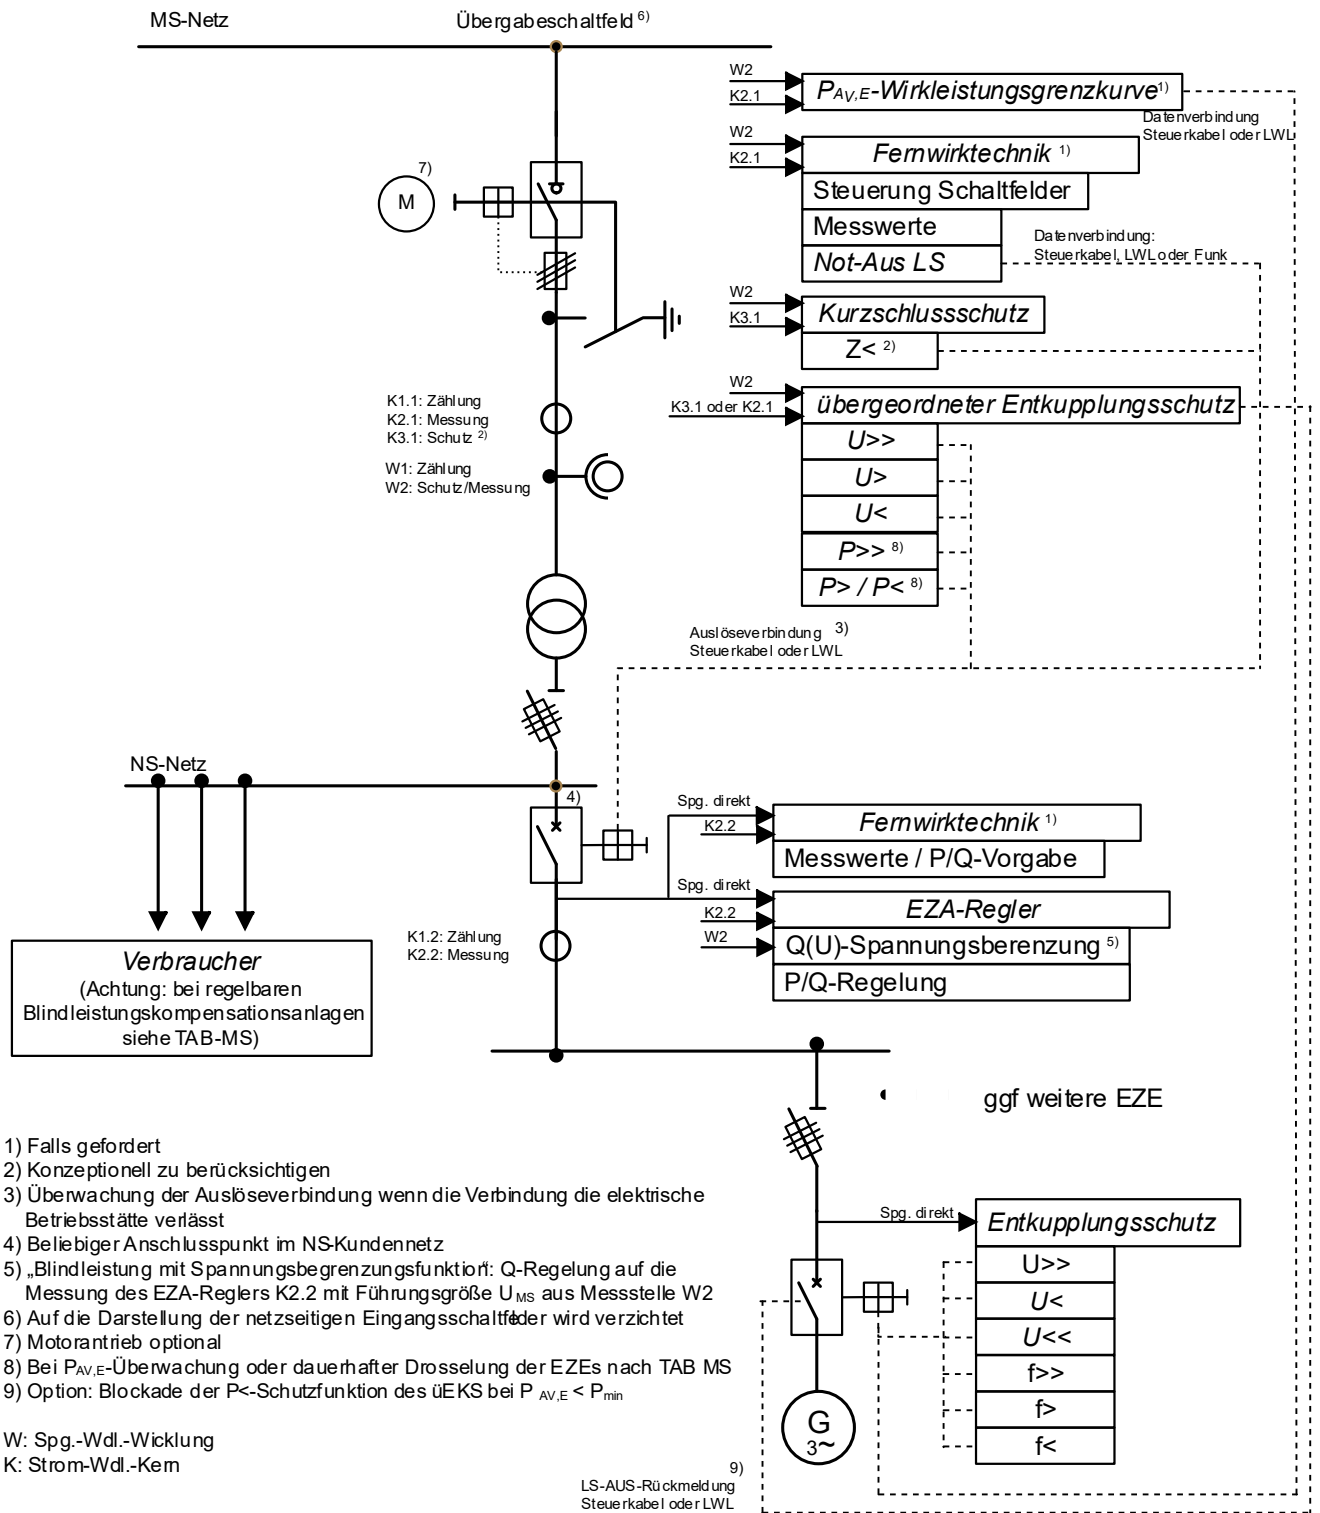 MS-Netz
Übergabeschaltfeld 6)
W2
K2.1
PAV,E-Wirkleistungsgrenzkurve1)
Datenverbindung
Steuerkabel oder LWL
W2
K2.1
Fernwirktechnik 1)
Steuerung Schaltfelder
Messwerte
Not-Aus LS
Datenverbindung:
Steuerkabel, LWL oder Funk
7)
M
W2
K3.1
Kurzschlussschutz
Z< 2)
W2
K3.1 oder K2.1
übergeordneter Entkupplungsschutz
U>>
U>
U<
P>> 8)
P> / P< 8)
K1.1: Zählung
K2.1: Messung
K3.1: Schutz 2)
W1: Zählung
W2: Schutz/Messung
Auslöseverbindung 3)
Steuerkabel oder LWL
NS-Netz
4)
Spg. direkt
K2.2
Fernwirktechnik 1)
Messwerte / P/Q-Vorgabe
Spg. direkt
K2.2
W2
EZA-Regler
Q(U)-Spannungsberenzung 5)
P/Q-Regelung
K1.2: Zählung
K2.2: Messung
Verbraucher
(Achtung: bei regelbaren
Blindleistungskompensationsanlagen
siehe TAB-MS)
ggf weitere EZE
1) Falls gefordert
2) Konzeptionell zu berücksichtigen
3) Überwachung der Auslöseverbindung wenn die Verbindung die elektrische
Betriebsstätte verlässt
4) Beliebiger Anschlusspunkt im NS-Kundennetz
5) „Blindleistung mit Spannungsbegrenzungsfunktion“: Q-Regelung auf die
Messung des EZA-Reglers K2.2 mit Führungsgröße UMS aus Messstelle W2
6) Auf die Darstellung der netzseitigen Eingangsschaltfelder wird verzichtet
7) Motorantrieb optional
8) Bei PAV,E-Überwachung oder dauerhafter Drosselung der EZEs nach TAB MS
9) Option: Blockade der P<-Schutzfunktion des üEKS bei P AV,E < Pmin
W: Spg.-Wdl.-Wicklung
K: Strom-Wdl.-Kern
Spg. direkt
Entkupplungsschutz
U>>
U<
U<<
f>>
f>
f<
G
3~
9)
LS-AUS-Rückmeldung
Steuerkabel oder LWL